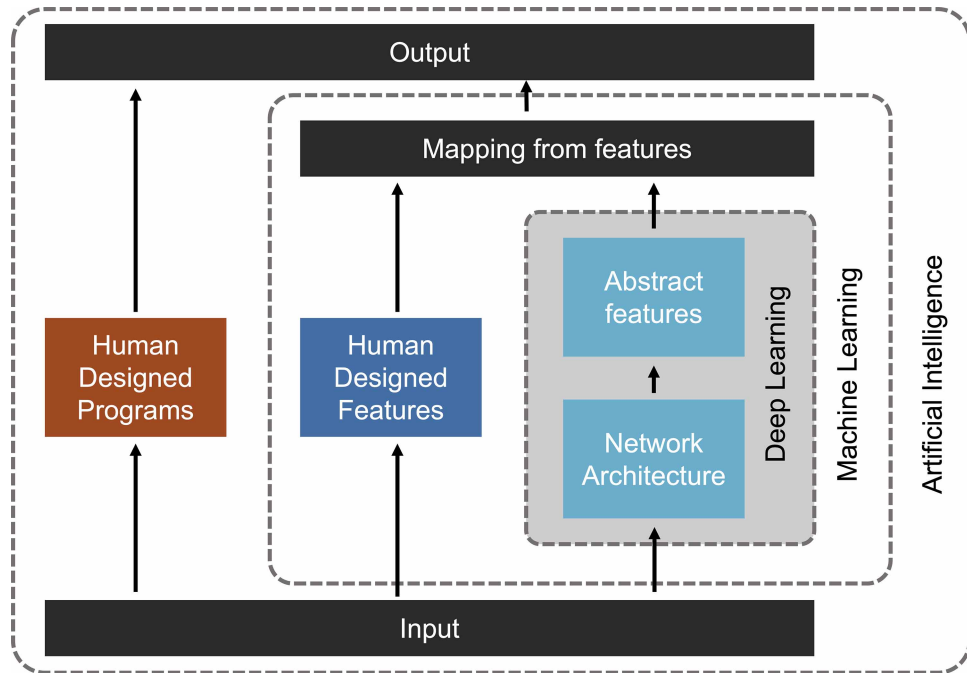 Output
Mapping from features
Abstract
features
Human
Designed
Programs
Human
Designed
Features
Network
Architecture
Deep Learning
Machine Learning
Artificial Intelligence
Input